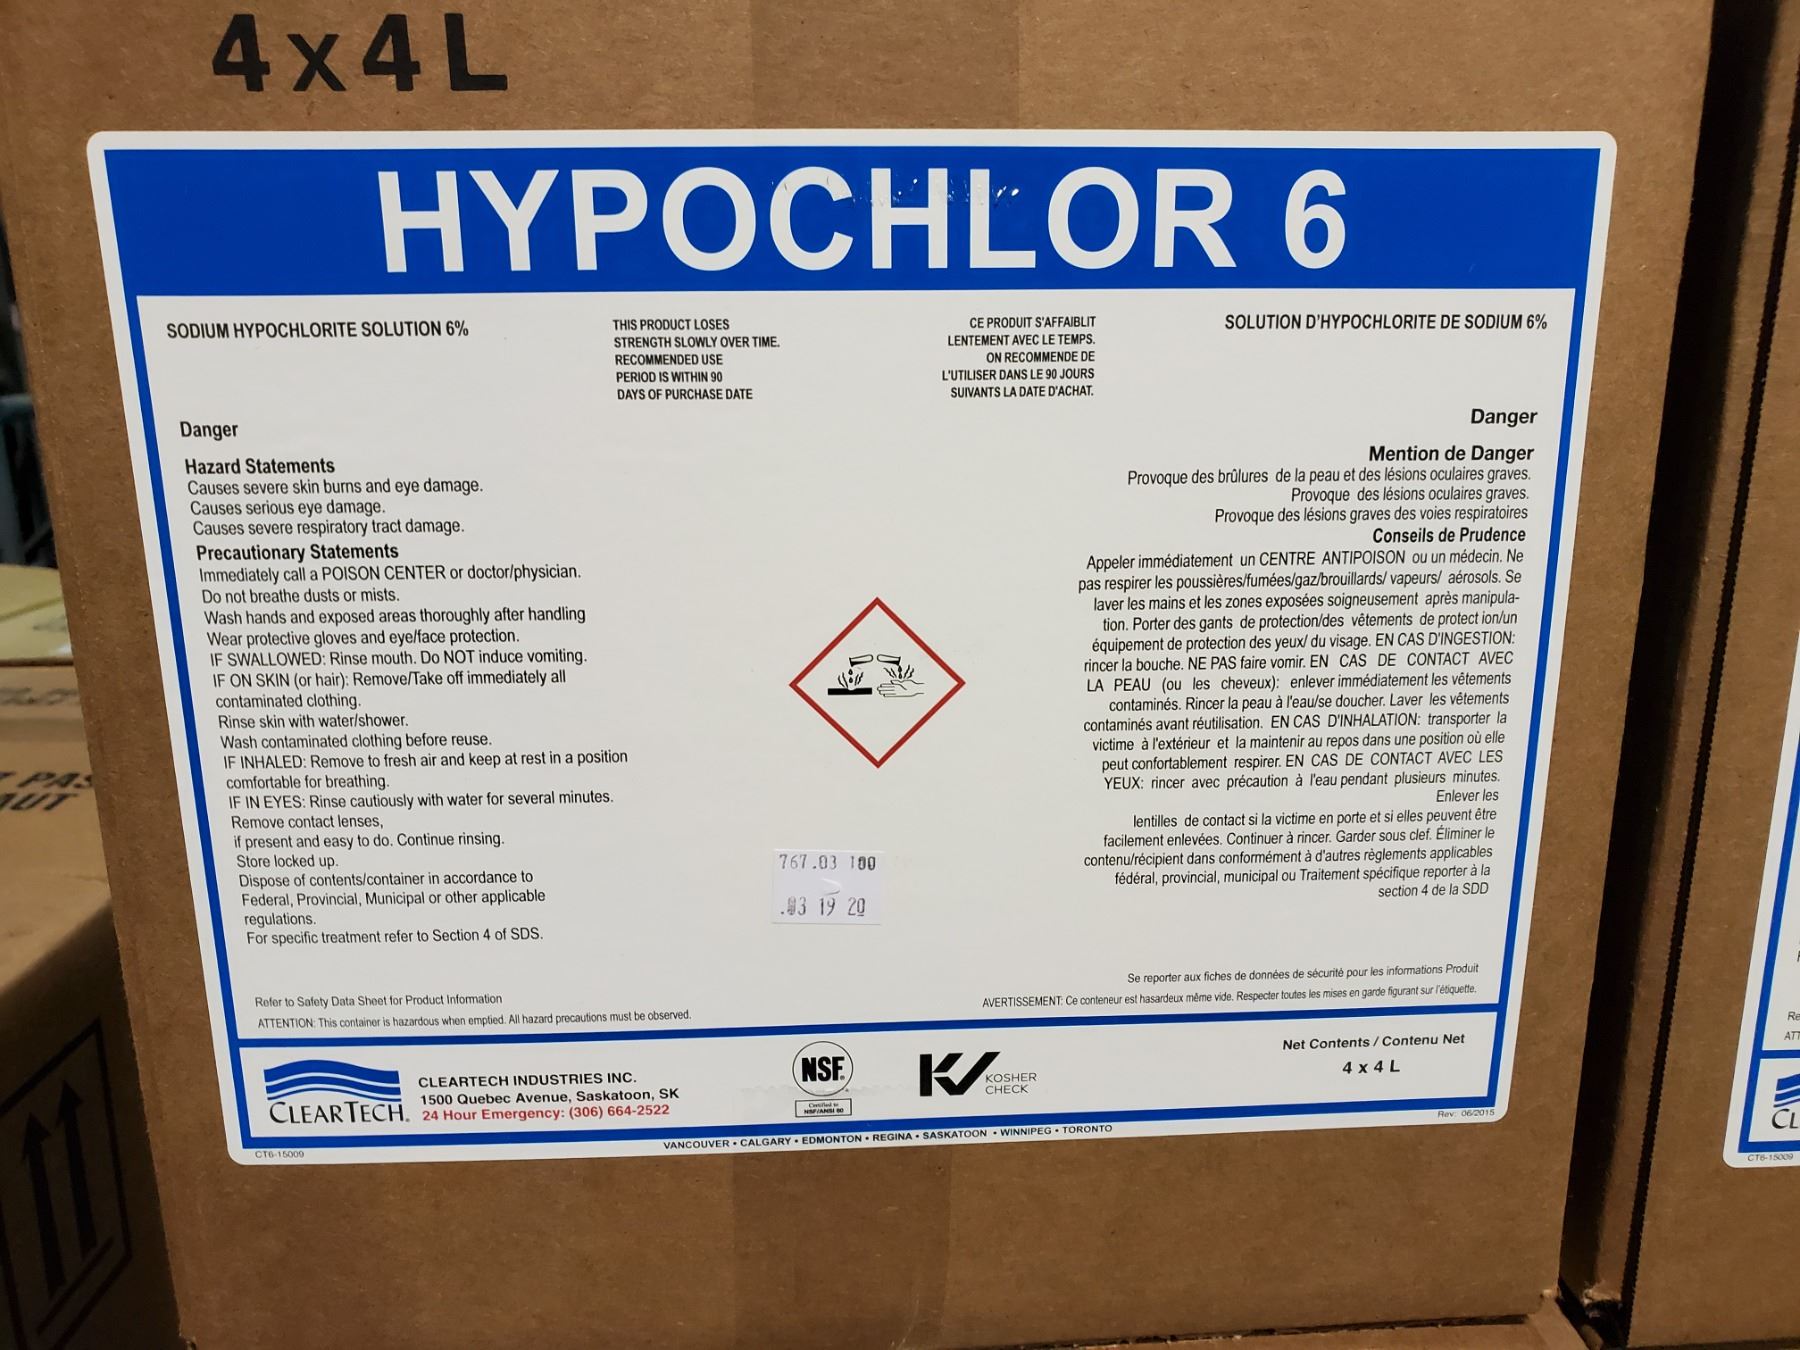 4x4L
HYPOCHLOR 6
SODIUM HYPOCHLORITE SOLUTION 6%
THIS PRODUCT LOSES
STRENGTH SLOWLY OVER TIME.
RECOMMENDED USE
PERIOD IS WITHIN 90
DAYS OF PURCHASE DATE
CE PRODUIT S'AFFAIBLIT
LENTEMENT AVEC LE TEMPS.
ON RECOMMENDE DE
L'UTILISER DANS LE 90 JOURS
SUIVANTS LA DATE D'ACHAT.
SOLUTION D'HYPOCHLORITE DE SODIUM 6%
Danger
Hazard Statements
Causes severe skin burns and eye damage.
Causes serious eye damage.
Causes severe respiratory tract damage.
Precautionary Statements
Immediately call a POISON CENTER or doctor/physician.
Do not breathe dusts or mists.
Wash hands and exposed areas thoroughly after handling
Wear protective gloves and eye/face protection.
IF SWALLOWED: Rinse mouth. Do NOT induce vomiting.
IF ON SKIN (or hair): Remove/Take off immediately all
contaminated clothing.
Rinse skin with water/shower.
Wash contaminated clothing before reuse.
IF INHALED: Remove to fresh air and keep at rest in a position
comfortable for breathing.
IF IN EYES: Rinse cautiously with water for several minutes.
Remove contact lenses,
if present and easy to do. Continue rinsing.
Store locked up.
Dispose of contents/container in accordance to
Federal, Provincial, Municipal or other applicable
regulations.
For specific treatment refer to Section 4 of SDS.
Refer to Safety Data Sheet for Product Information
ATTENTION: This container is hazardous when emptied. All hazard precautions must be observed.
Danger
Mention de Danger
Provoque des brûlures de la peau et des lésions oculaires graves.
Provoque des lésions oculaires graves.
Provoque des lésions graves des voies respiratoires
Conseils de Prudence
Appeler immédiatement un CENTRE ANTIPOISON ou un médecin. Ne
pas respirer les poussières/fumées/gaz/brouillards/ vapeurs/ aérosols. Se
laver les mains et les zones exposées soigneusement après manipula-
tion. Porter des gants de protection/des vêtements de protect ion/un
équipement de protection des yeux/ du visage. EN CAS D'INGESTION:
rincer la bouche. NE PAS faire vomir. EN CAS DE CONTACT AVEC
LA PEAU (ou les cheveux): enlever immédiatement les vêtements
contaminés. Rincer la peau à l'eau/se doucher. Laver les vêtements
contaminés avant réutilisation. EN CAS D'INHALATION: transporter la
victime à l'extérieur et la maintenir au repos dans une position où elle
peut confortablement respirer. EN CAS DE CONTACT AVEC LES
YEUX: rincer avec précaution à l'eau pendant plusieurs minutes.
Enlever les
lentilles de contact si la victime en porte et si elles peuvent être
facilement enlevées. Continuer à rincer. Garder sous clef. Éliminer le
contenu/récipient dans conformément à d'autres règlements applicables
fédéral, provincial, municipal ou Traitement spécifique reporter à la
section 4 de la SDD
Se reporter aux fiches de données de sécurité pour les informations Produit
AVERTISSEMENT: Ce conteneur est hasardeux même vide. Respecter toutes les mises en garde figurant sur l'étiquette.
767.03 100
.03 19 20
CLEARTECH.
CLEARTECH INDUSTRIES INC.
1500 Quebec Avenue, Saskatoon, SK
24 Hour Emergency: (306) 664-2522
NSF
Certified to
NSF/ANSI 60
KOSHER
CHECK
Net Contents / Contenu Net
4 x 4 L
Rev: 06/2015
VANCOUVER • CALGARY • EDMONTON • REGINA • SASKATOON • WINNIPEG • TORONTO
CT6-15009
PAS
AUT
Re
ATT
CL
CT6-15009